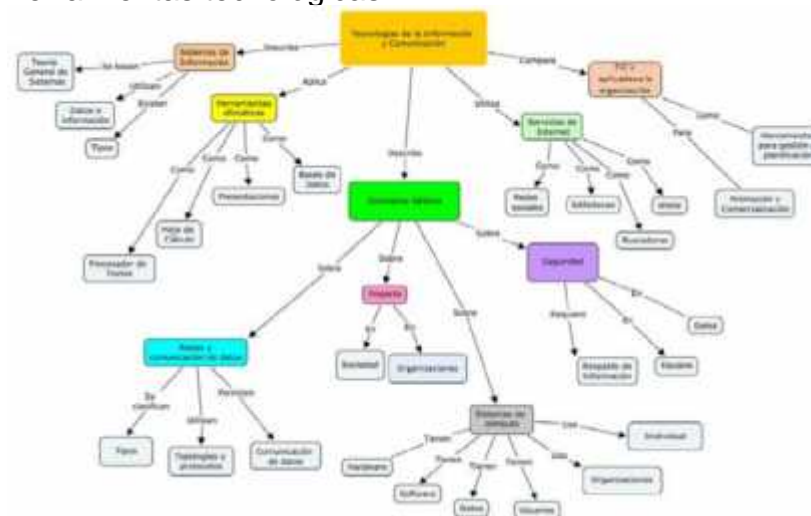 Tecnologías de la Información
y Comunicación
Describe
Sistemas de
Información
Se basan
Teoría
General de
Sistemas
Utilizan
Datos e
información
Existen
Tipos
Aplica
Herramientas
ofimáticas
Como
Como
Como
Como
Procesador de
Textos
Hoja de
Cálculo
Presentaciones
Bases de
datos
Describe
Utiliza
Servicios de
Internet
Como
Como
Como
Como
Redes
sociales
Buscadores
Compara
TIC's
aplicadas a la
organización
Como
Para
Herramientas
para gestión y
planificación
Promoción y
Comercialización
Sobre
Sobre
Sobre
Sobre
Redes y
comunicación de datos
Se
clasifican
Utilizan
Permiten
Tipos
Topologías y
protocolos
Comunicación
de datos
Impacto
En
En
Sociedad
Organizaciones
Seguridad
Requiere
En
En
Respaldo de
Información
Datos
Sistemas de
cómputo
Tienen
Tienen
Tienen
Tienen
Uso
Uso
Hardware
Software
Datos
Usuarios
Organizaciones
Individual